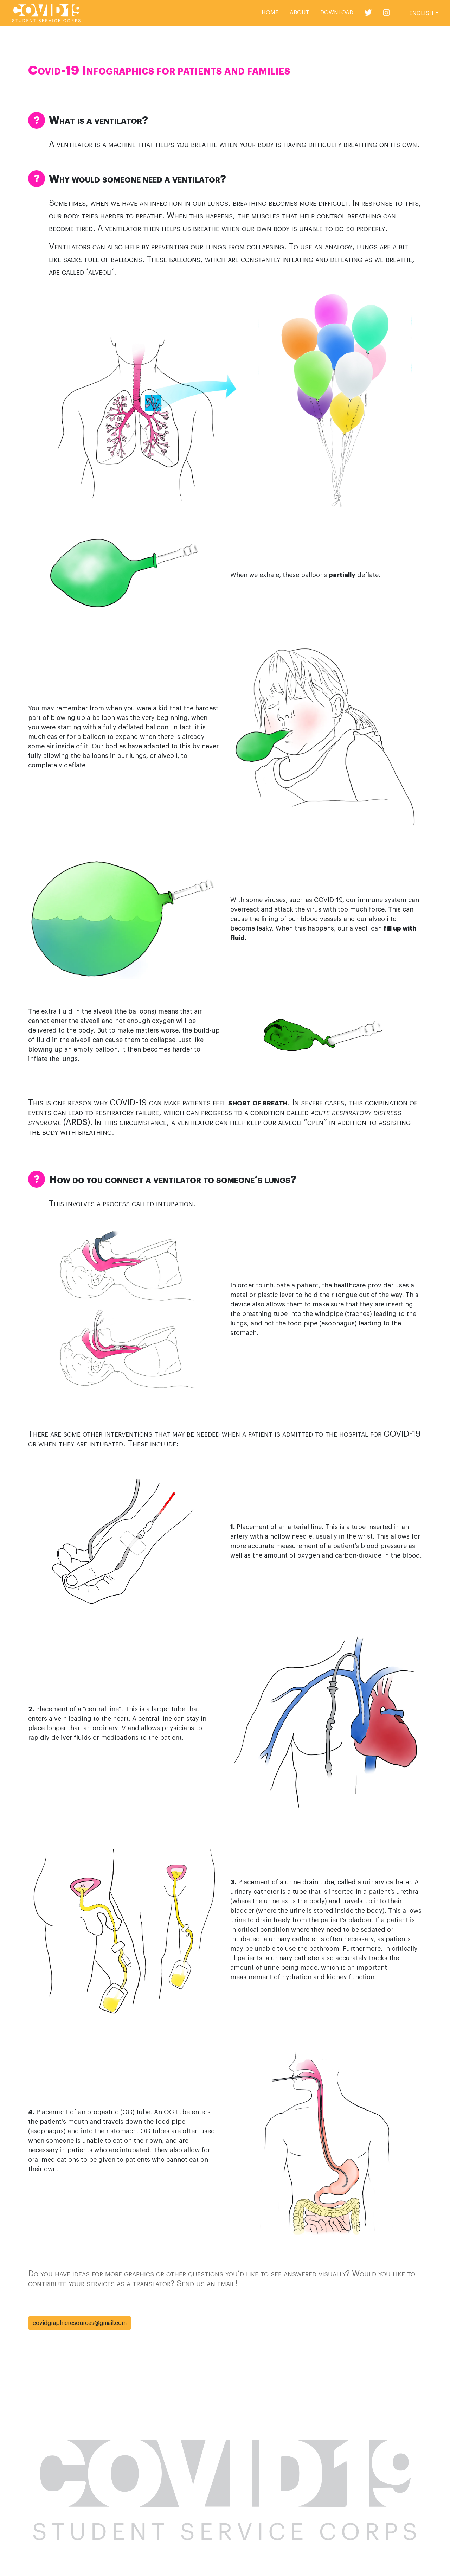 COVID19
STUDENT SERVICE CORPS
HOME ABOUT DOWNLOAD ENGLISH
Covid-19 Infographics for patients and families
? What is a ventilator?
A ventilator is a machine that helps you breathe when your body is having difficulty breathing on its own.
? Why would someone need a ventilator?
Sometimes, when we have an infection in our lungs, breathing becomes more difficult. In response to this,
our body tries harder to breathe. When this happens, the muscles that help control breathing can
become tired. A ventilator then helps us breathe when our own body is unable to do so properly.
Ventilators can also help by preventing our lungs from collapsing. To use an analogy, lungs are a bit
like sacks full of balloons. These balloons, which are constantly inflating and deflating as we breathe,
are called 'alveoli'.
When we exhale, these balloons partially deflate.
You may remember from when you were a kid that the hardest
part of blowing up a balloon was the very beginning, when
you were starting with a fully deflated balloon. In fact, it is
much easier for a balloon to expand when there is already
some air inside of it. Our bodies have adapted to this by never
fully allowing the balloons in our lungs, or alveoli, to
completely deflate.
With some viruses, such as COVID-19, our immune system can
overreact and attack the virus with too much force. This can
cause the lining of our blood vessels and our alveoli to
become leaky. When this happens, our alveoli can fill up with
fluid.
The extra fluid in the alveoli (the balloons) means that air
cannot enter the alveoli and not enough oxygen will be
delivered to the body. But to make matters worse, the build-up
of fluid in the alveoli can cause them to collapse. Just like
blowing up an empty balloon, it then becomes harder to
inflate the lungs.
This is one reason why COVID-19 can make patients feel short of breath. In severe cases, this combination of
events can lead to respiratory failure, which can progress to a condition called acute respiratory distress
syndrome (ARDS). In this circumstance, a ventilator can help keep our alveoli "open" in addition to assisting
the body with breathing.
? How do you connect a ventilator to someone's lungs?
This involves a process called intubation.
In order to intubate a patient, the healthcare provider uses a
metal or plastic lever to hold their tongue out of the way. This
device also allows them to make sure that they are inserting
the breathing tube into the windpipe (trachea) leading to the
lungs, and not the food pipe (esophagus) leading to the
stomach.
There are some other interventions that may be needed when a patient is admitted to the hospital for COVID-19
or when they are intubated. These include:
1. Placement of an arterial line. This is a tube inserted in an
artery with a hollow needle, usually in the wrist. This allows for
more accurate measurement of a patient's blood pressure as
well as the amount of oxygen and carbon-dioxide in the blood.
2. Placement of a "central line". This is a larger tube that
enters a vein leading to the heart. A central line can stay in
place longer than an ordinary IV and allows physicians to
rapidly deliver fluids or medications to the patient.
3. Placement of a urine drain tube, called a urinary catheter. A
urinary catheter is a tube that is inserted in a patient's urethra
(where the urine exits the body) and travels up into their
bladder (where the urine is stored inside the body). This allows
urine to drain freely from the patient's bladder. If a patient is
in critical condition where they need to be sedated or
intubated, a urinary catheter is often necessary, as patients
may be unable to use the bathroom. Furthermore, in critically
ill patients, a urinary catheter also accurately tracks the
amount of urine being made, which is an important
measurement of hydration and kidney function.
4. Placement of an orogastric (OG) tube. An OG tube enters
the patient's mouth and travels down the food pipe
(esophagus) and into their stomach. OG tubes are often used
when someone is unable to eat on their own, and are
necessary in patients who are intubated. They also allow for
oral medications to be given to patients who cannot eat on
their own.
Do you have ideas for more graphics or other questions you'd like to see answered visually? Would you like to
contribute your services as a translator? Send us an email!
covidgraphicresources@gmail.com
COVID19
STUDENT SERVICE CORPS